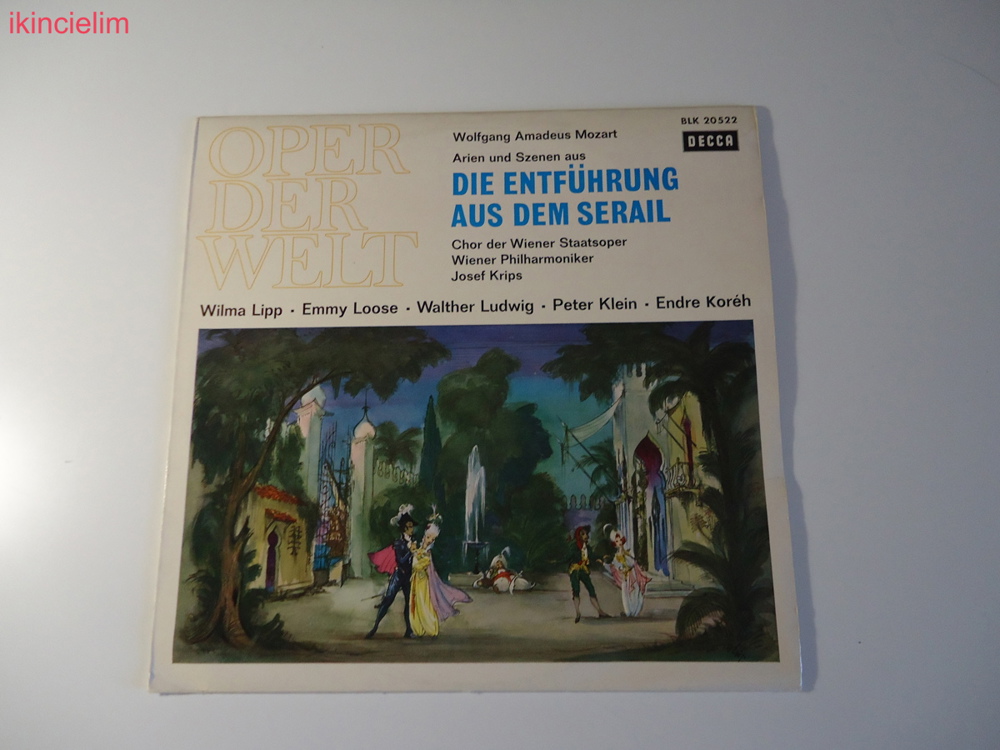 ikincielim
OPER
DER
WELT
BLK 20522
DECCA
Wolfgang Amadeus Mozart
Arien und Szenen aus
DIE ENTFÜHRUNG
AUS DEM SERAIL
Chor der Wiener Staatsoper
Wiener Philharmoniker
Josef Krips
Wilma Lipp · Emmy Loose · Walther Ludwig · Peter Klein · Endre Koréh